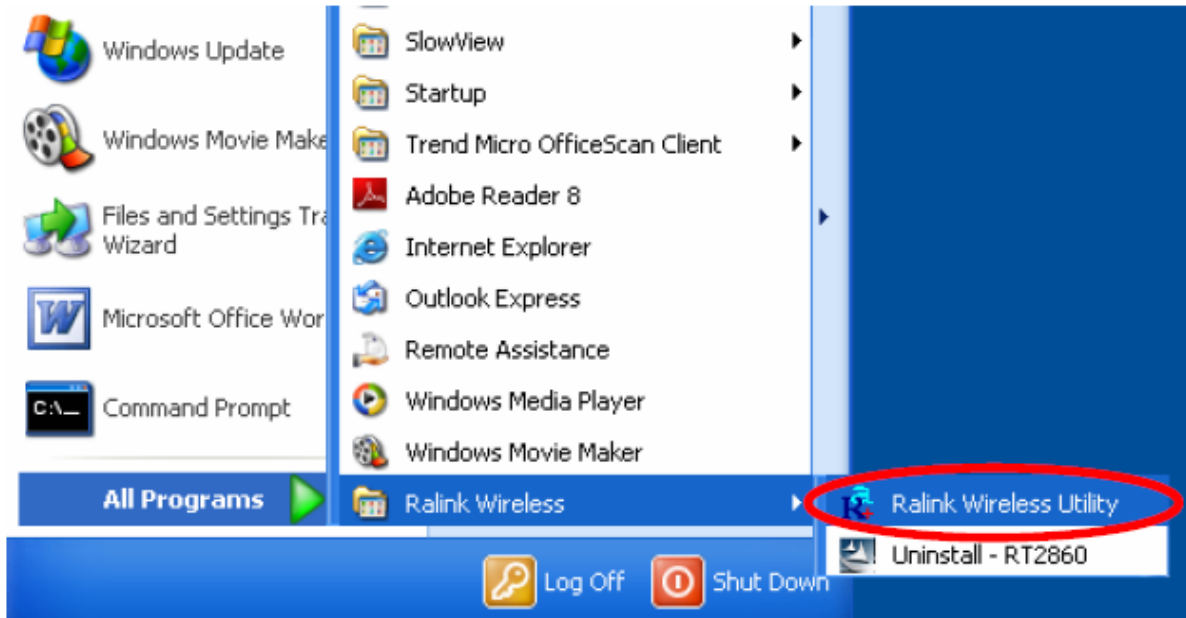 Windows Update
Windows Movie Make
Files and Settings Tra
Wizard
Microsoft Office Wor
C:\_
Command Prompt
All Programs
SlowView
Startup
Trend Micro OfficeScan Client
Adobe Reader 8
Internet Explorer
Outlook Express
Remote Assistance
Windows Media Player
Windows Movie Maker
Ralink Wireless
Ralink Wireless Utility
Uninstall - RT2860
Log Off
Shut Down